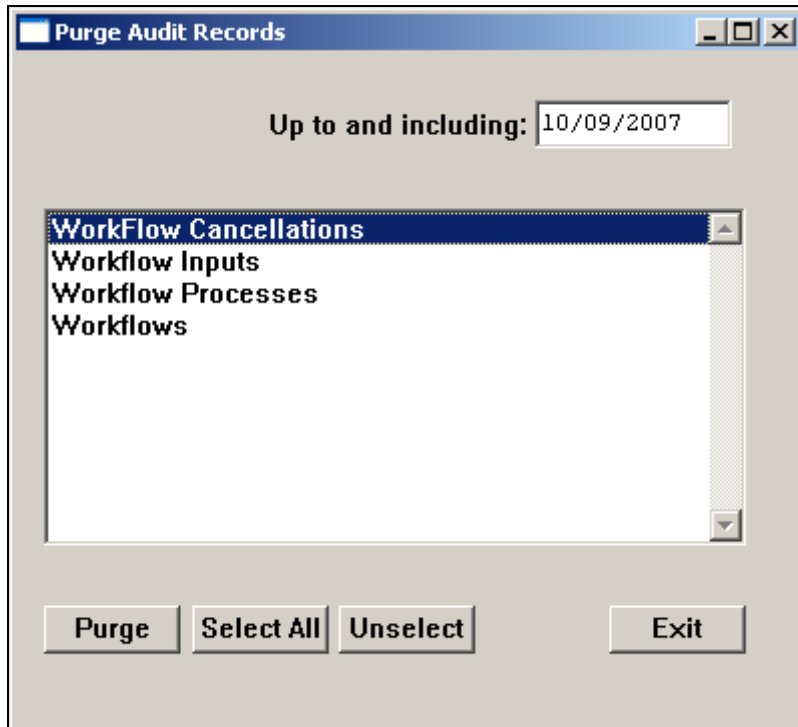 Purge Audit Records
Up to and including: 10/09/2007
WorkFlow Cancellations
Workflow Inputs
Workflow Processes
Workflows
Purge Select All Unselect Exit